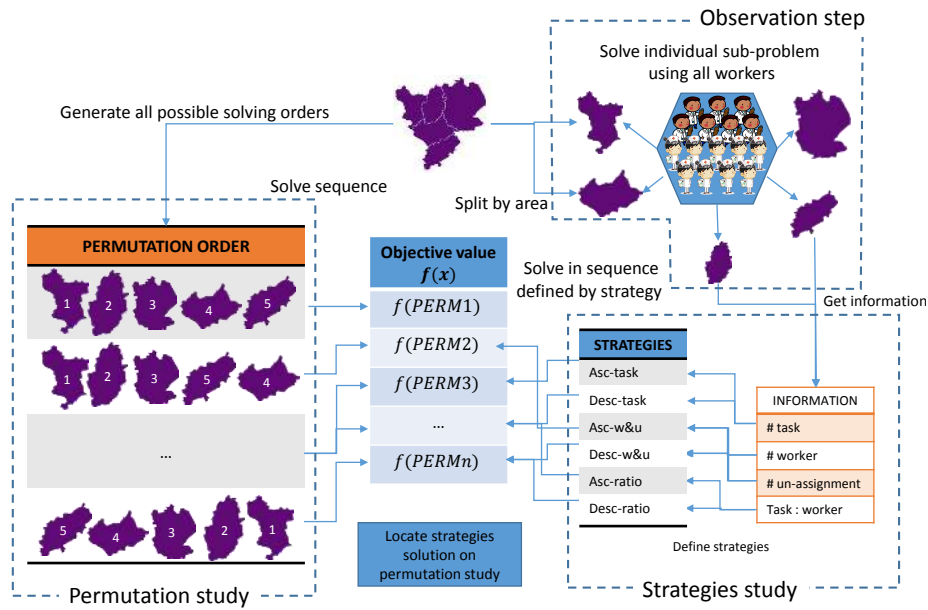 Observation step
Solve individual sub-problem
using all workers
Generate all possible solving orders
Split by area
Solve sequence
PERMUTATION ORDER
1 2 3 4 5
1 2 3 5 4
...
5 4 3 2 1
Permutation study
Objective value
f(x)
f(PERM1)
f(PERM2)
f(PERM3)
...
f(PERMn)
Locate strategies
solution on
permutation study
Solve in sequence
defined by strategy
Get information
STRATEGIES
Asc-task
Desc-task
Asc-w&u
Desc-w&u
Asc-ratio
Desc-ratio
INFORMATION
# task
# worker
# un-assignment
Task : worker
Define strategies
Strategies study